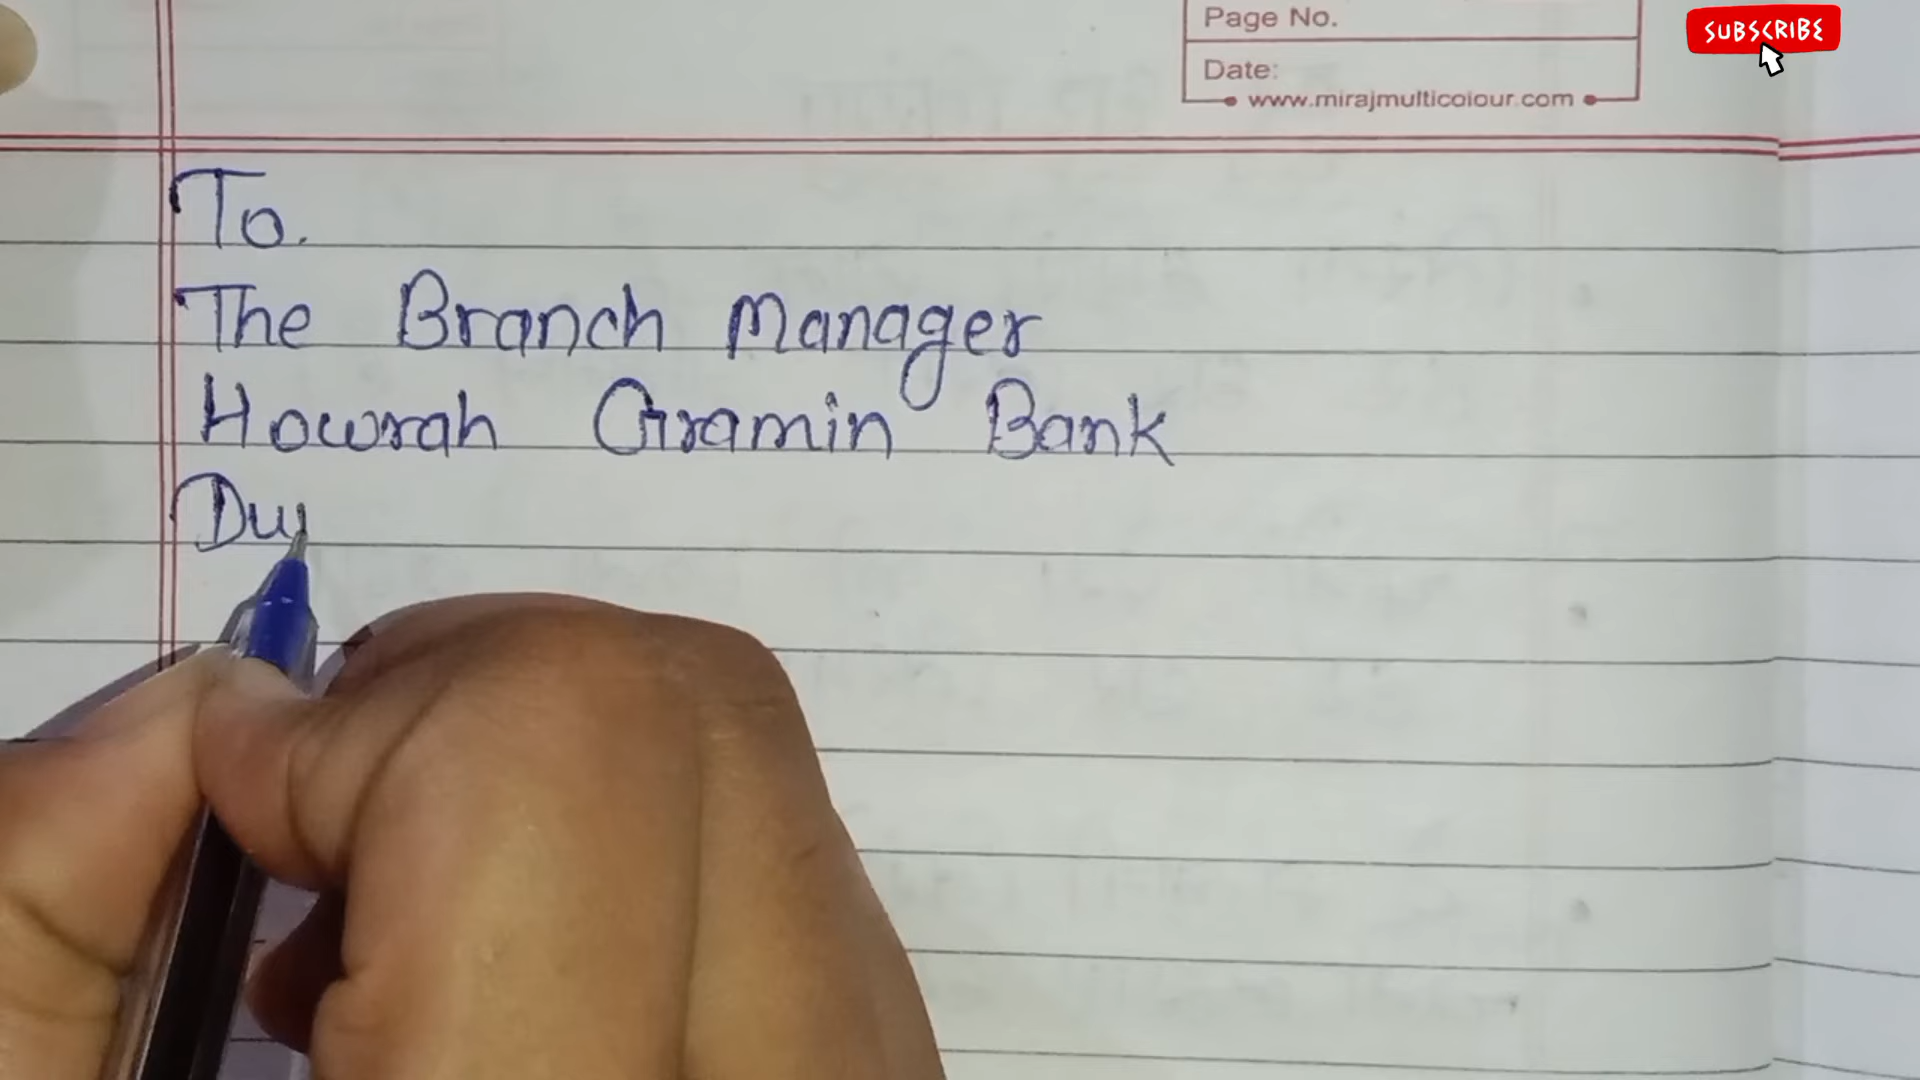 Page No.
SUBSCRIBE
Date:
www.mirajmulticolour.com
To.
The Branch Manager
Howrah Gramin Bank
Du